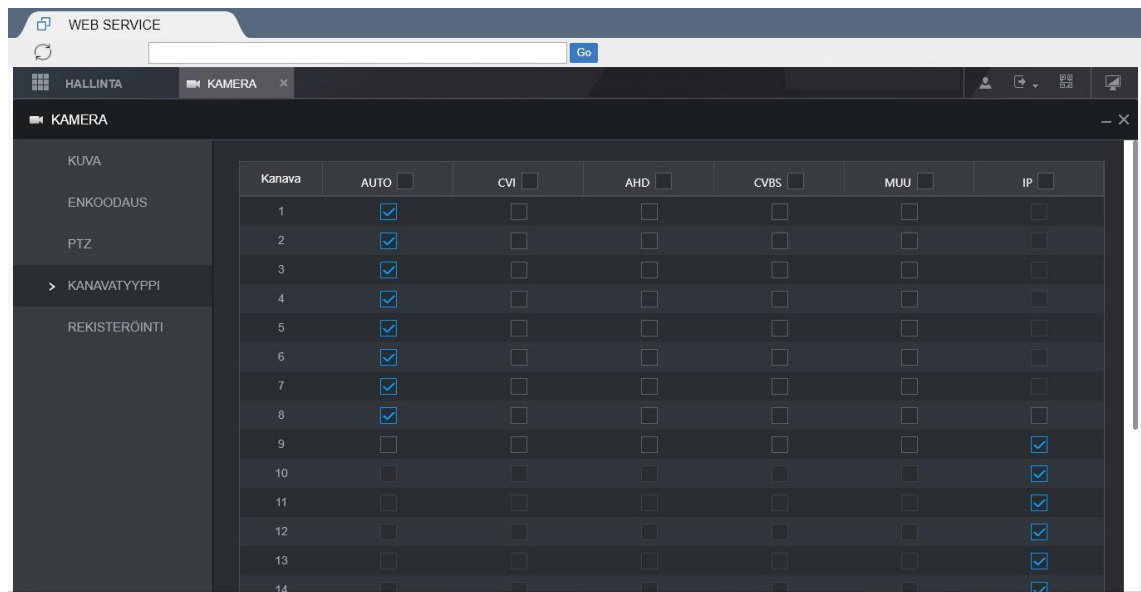 WEB SERVICE
Go
HALLINTA KAMERA ×
KAMERA
KUVA
ENKOODAUS
PTZ
> KANAVATYYPPI
REKISTERÖINTI
Kanava AUTO CVI AHD CVBS MUU IP
1
2
3
4
5
6
7
8
9
10
11
12
13
14